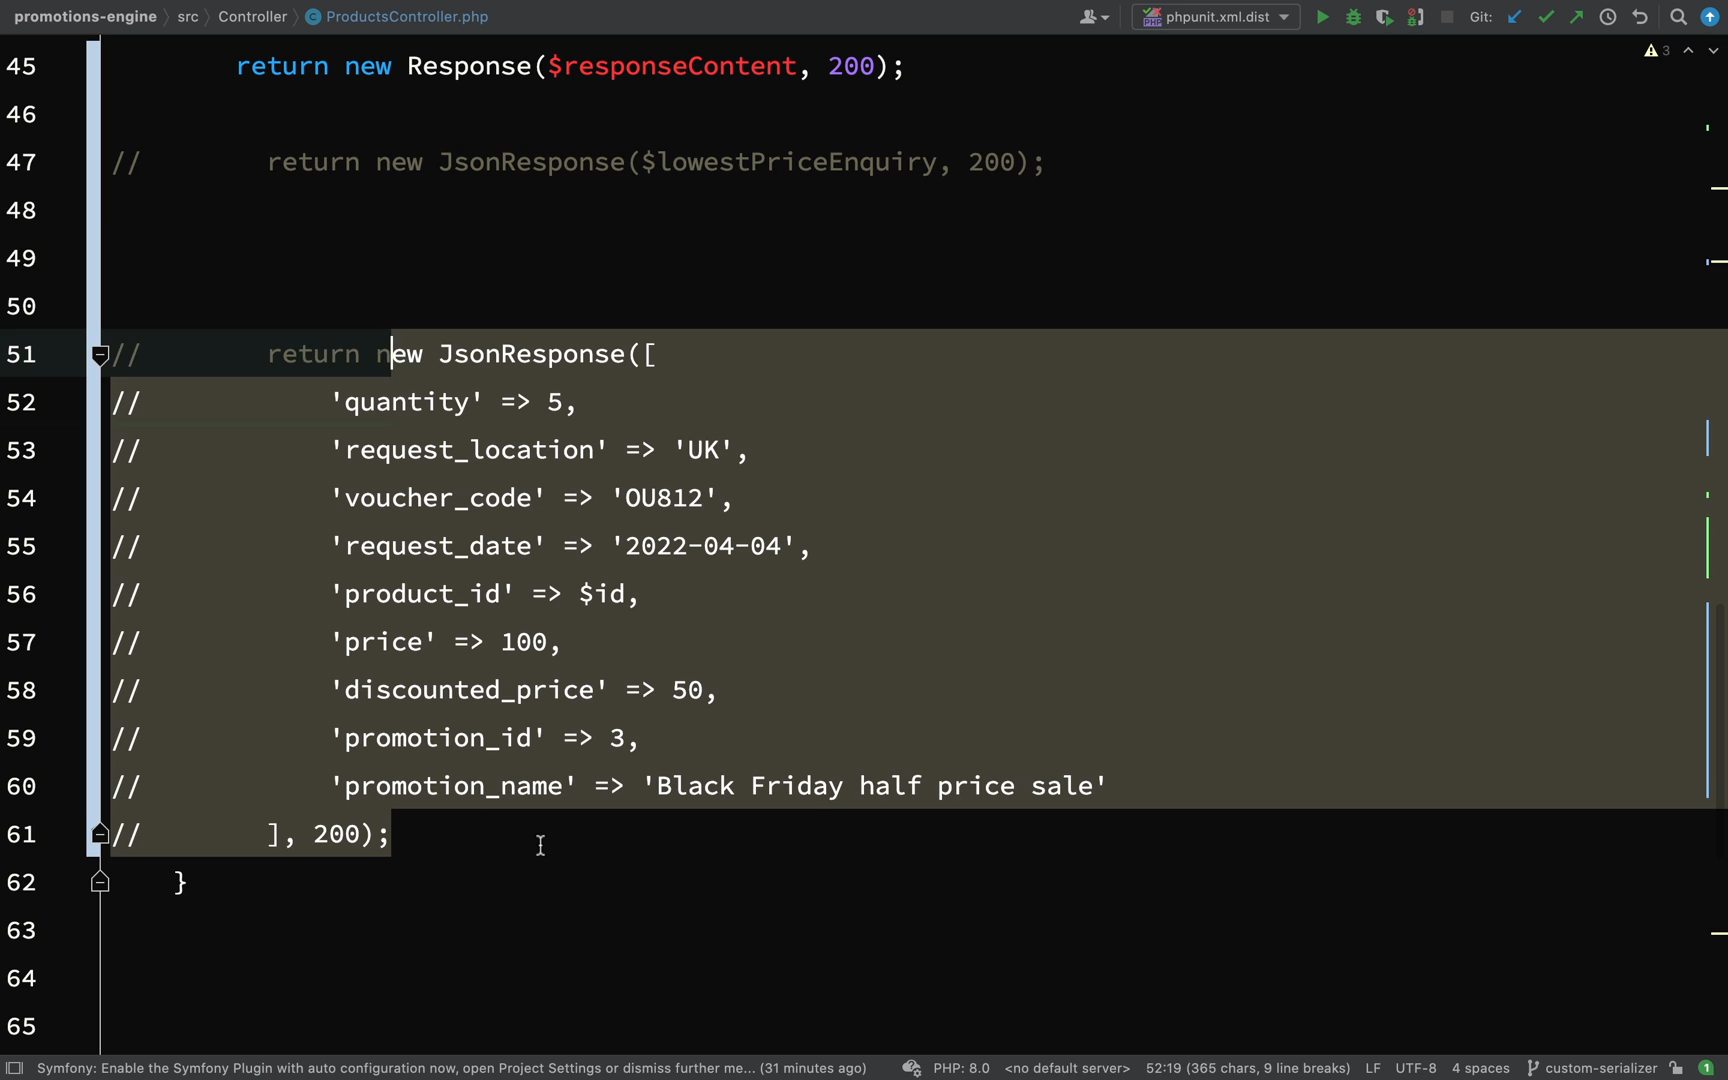 promotions-engine src Controller ProductsController.php phpunit.xml.dist Git:
3
45 return new Response($responseContent, 200);
46
47 // return new JsonResponse($lowestPriceEnquiry, 200);
48
49
50
51 // return new JsonResponse([
52 // 'quantity' => 5,
53 // 'request_location' => 'UK',
54 // 'voucher_code' => 'OU812',
55 // 'request_date' => '2022-04-04',
56 // 'product_id' => $id,
57 // 'price' => 100,
58 // 'discounted_price' => 50,
59 // 'promotion_id' => 3,
60 // 'promotion_name' => 'Black Friday half price sale'
61 // ], 200);
62 }
63
64
65
Symfony: Enable the Symfony Plugin with auto configuration now, open Project Settings or dismiss further me... (31 minutes ago) PHP: 8.0 <no default server> 52:19 (365 chars, 9 line breaks) LF UTF-8 4 spaces custom-serializer 1